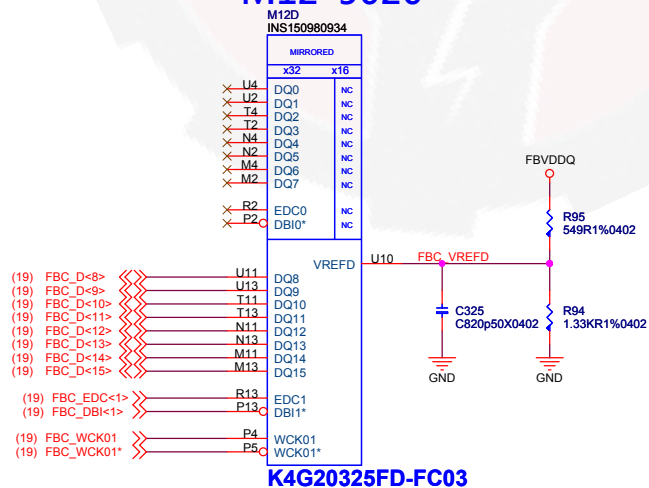 M12D
INS150980934
MIRRORED
x32 x16
U4 DQ0 NC
U2 DQ1 NC
T4 DQ2 NC
T2 DQ3 NC
N4 DQ4 NC
N2 DQ5 NC
M4 DQ6 NC
M2 DQ7 NC
R2 EDC0 NC
P2 DBI0* NC
FBVDDQ
R95
549R1%0402
VREFD U10 FBC_VREFD
(19) FBC_D<8> U11 DQ8
(19) FBC_D<9> U13 DQ9
(19) FBC_D<10> T11 DQ10
(19) FBC_D<11> T13 DQ11
(19) FBC_D<12> N11 DQ12
(19) FBC_D<13> N13 DQ13
(19) FBC_D<14> M11 DQ14
(19) FBC_D<15> M13 DQ15
C325
C820p50X0402
R94
1.33KR1%0402
GND
GND
(19) FBC_EDC<1> R13 EDC1
(19) FBC_DBI<1> P13 DBI1*
(19) FBC_WCK01 P4 WCK01
(19) FBC_WCK01* P5 WCK01*
K4G20325FD-FC03